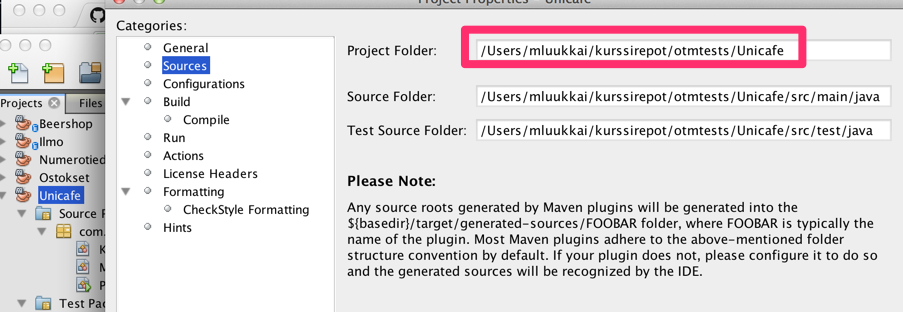 Project Properties - Unicafe
Categories:
General
Sources
Configurations
Build
Compile
Run
Actions
License Headers
Formatting
CheckStyle Formatting
Hints
Project Folder: /Users/mluukkai/kurssirepot/otmtests/Unicafe
Source Folder: /Users/mluukkai/kurssirepot/otmtests/Unicafe/src/main/java
Test Source Folder: /Users/mluukkai/kurssirepot/otmtests/Unicafe/src/test/java
Please Note:
Any source roots generated by Maven plugins will be generated into the
${basedir}/target/generated-sources/FOOBAR folder, where FOOBAR is typically the
name of the plugin. Most Maven plugins adhere to the above-mentioned folder
structure convention by default. If your plugin does not, please configure it to do so
and the generated sources will be recognized by the IDE.
Unicafe
Projects Files
Beershop
Ilmo
Numerotied
Ostokset
Unicafe
Source P
com.
K
M
P
Test Pac